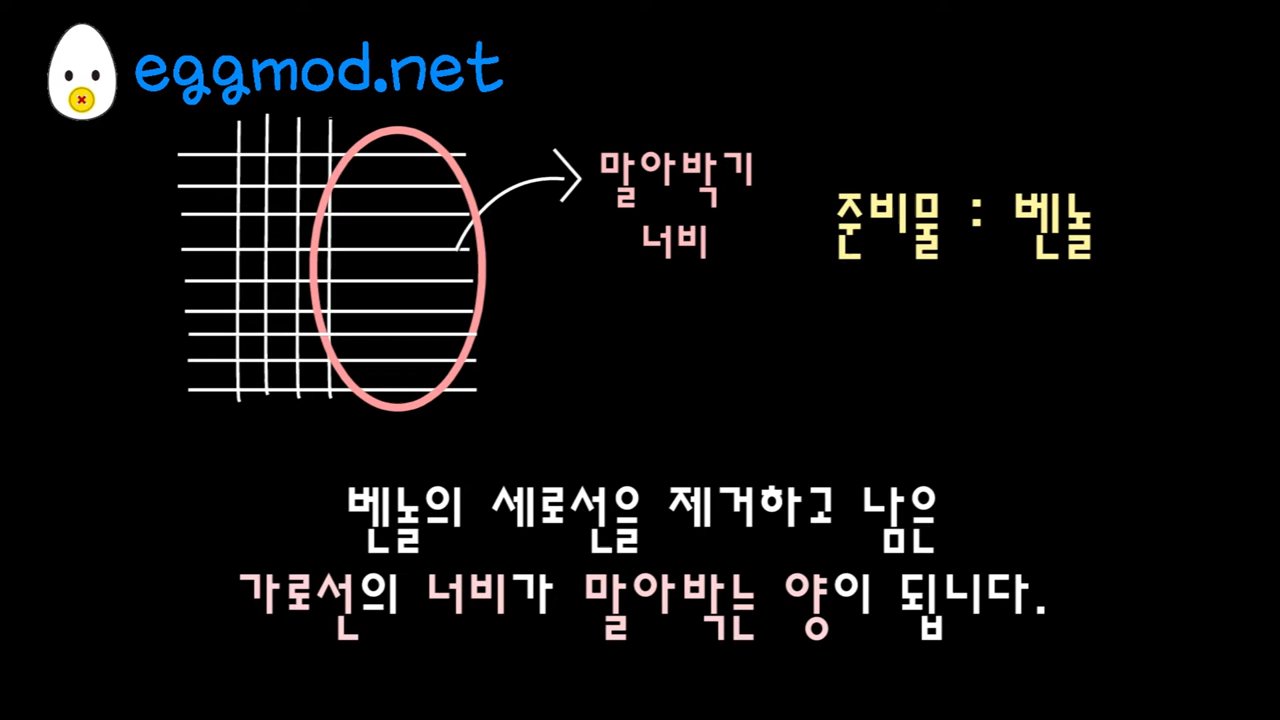 eggmod.net
말아박기
너비
준비물 : 벤놀
벤놀의 세로선을 제거하고 남은
가로선의 너비가 말아박는 양이 됩니다.